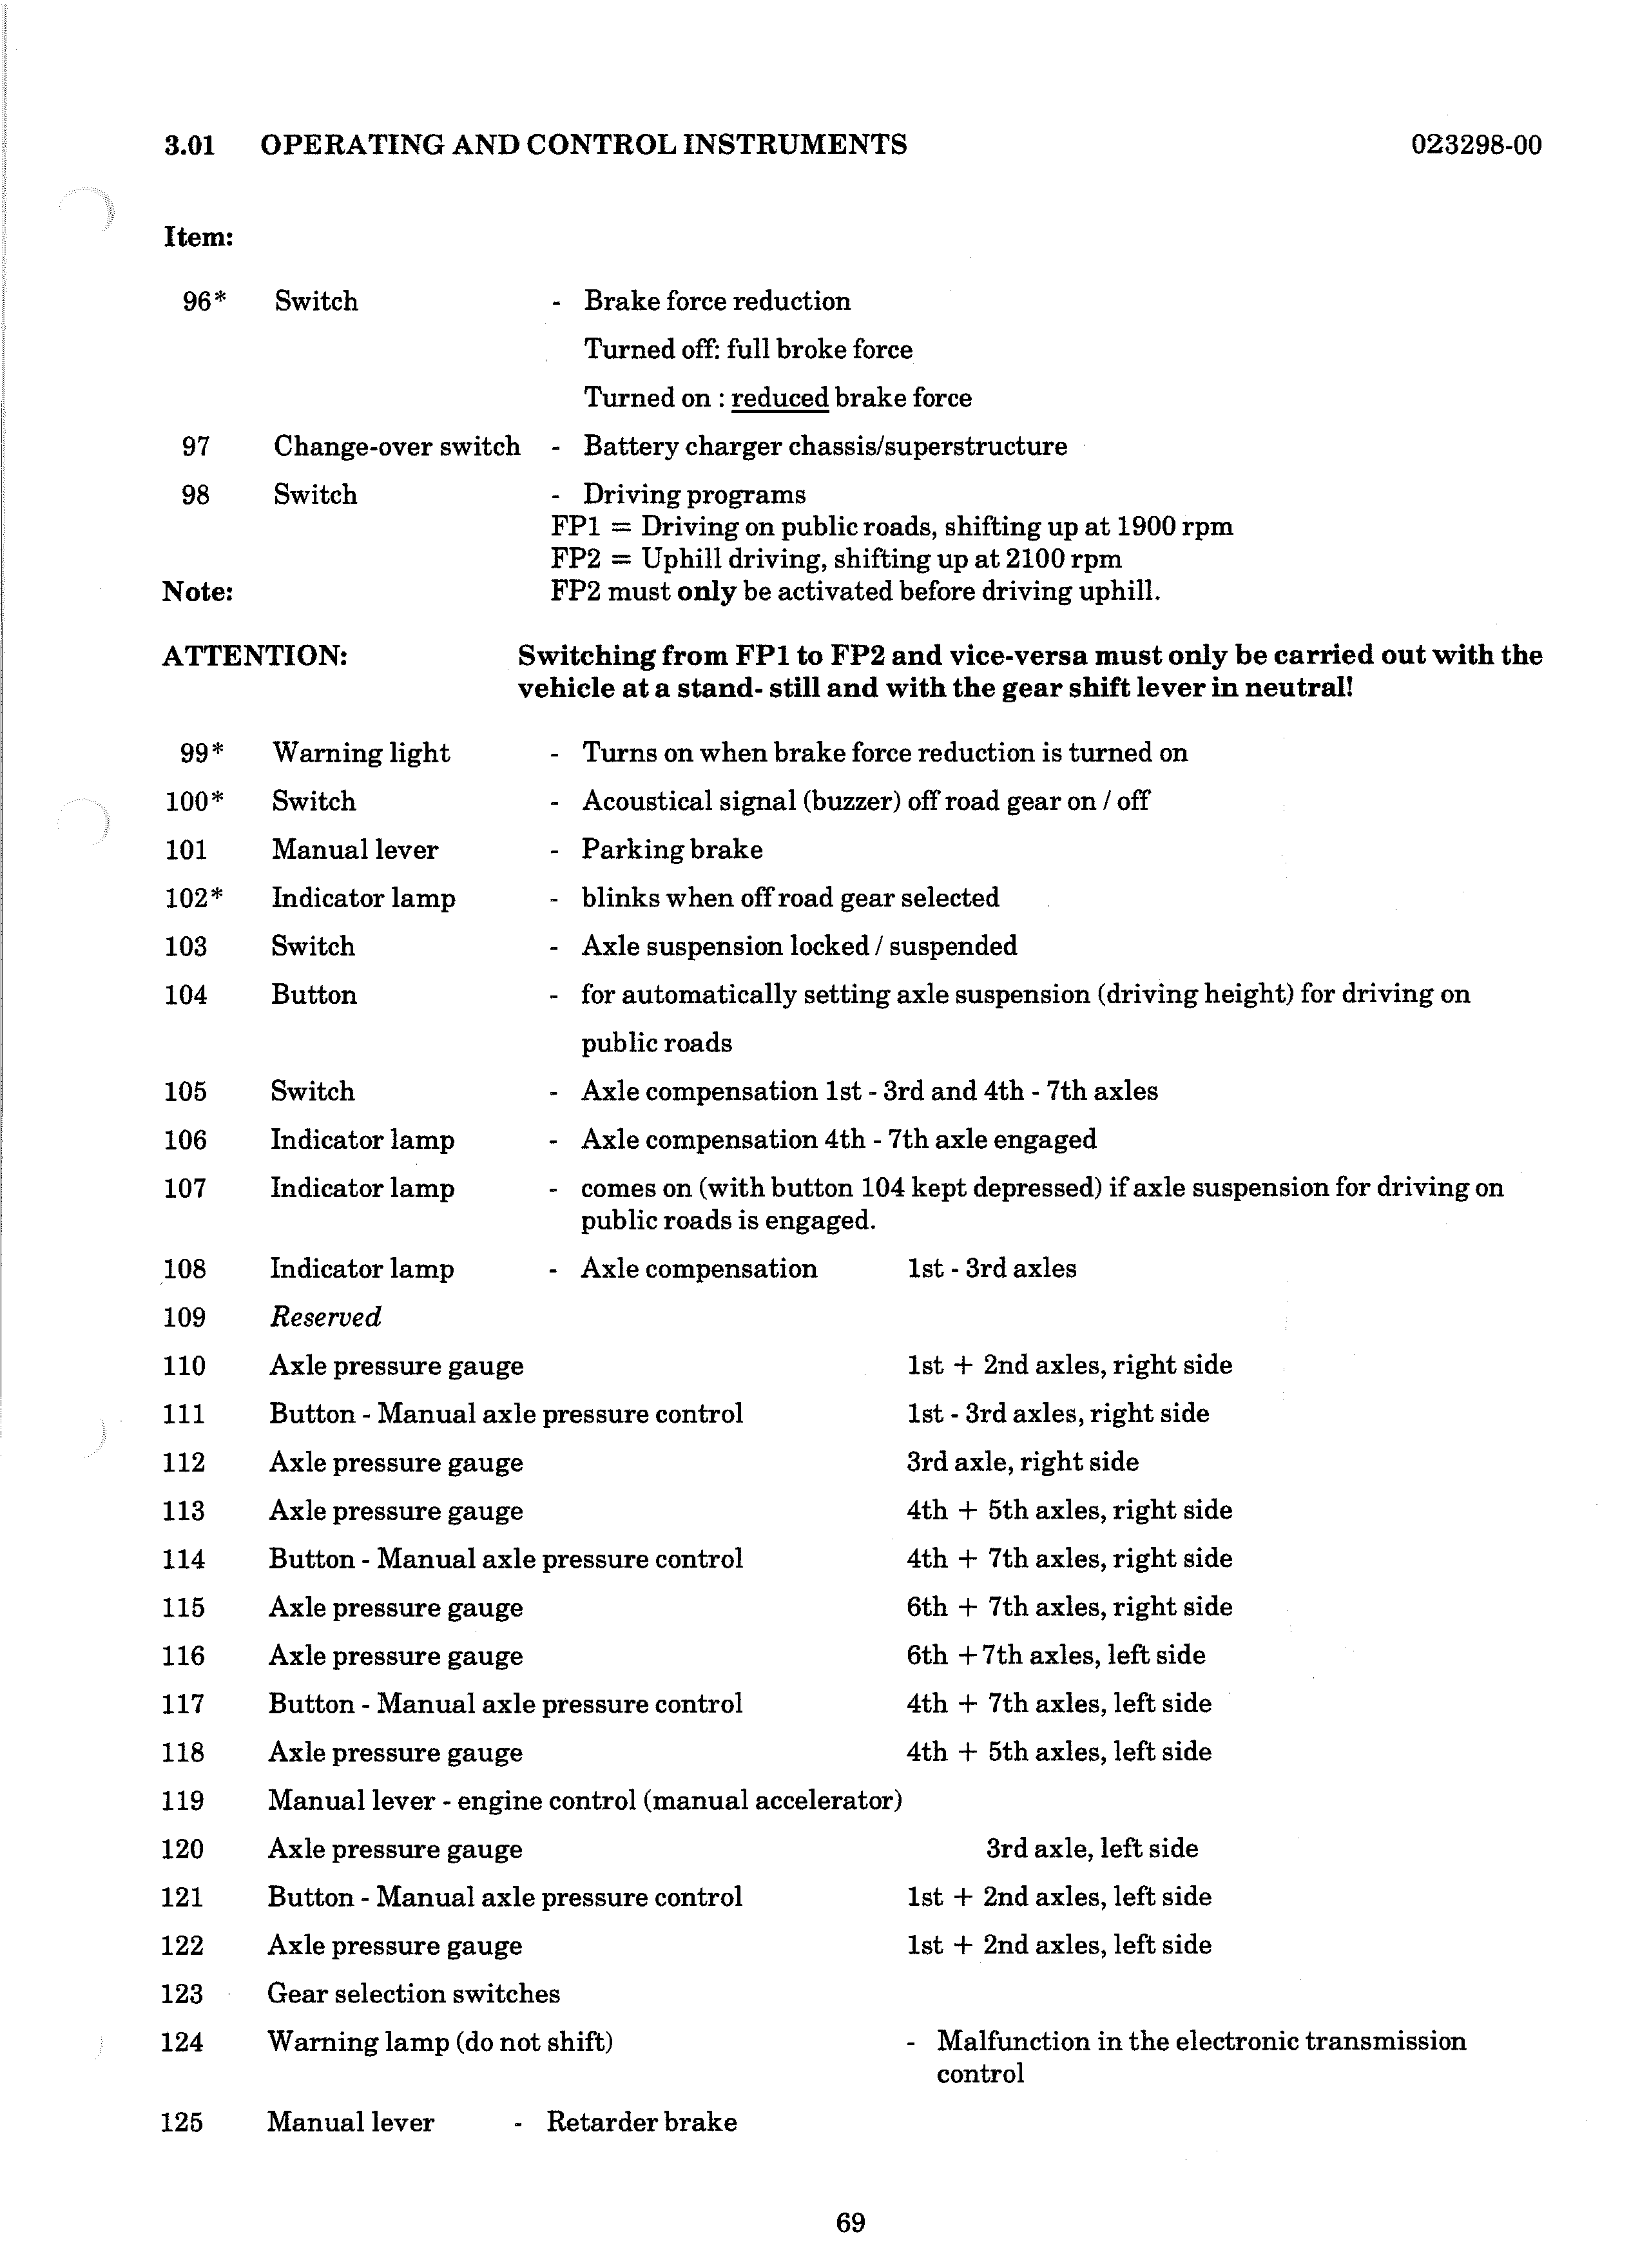 3.01 OPERATING AND CONTROL INSTRUMENTS 023298-00
Item:
96* Switch - Brake force reduction
Turned off: full broke force
Turned on : reduced brake force
97 Change-over switch - Battery charger chassis/superstructure
98 Switch - Driving programs
FP1 = Driving on public roads, shifting up at 1900 rpm
FP2 = Uphill driving, shifting up at 2100 rpm
Note: FP2 must only be activated before driving uphill.
ATTENTION: Switching from FP1 to FP2 and vice-versa must only be carried out with the
vehicle at a stand- still and with the gear shift lever in neutral!
99* Warning light - Turns on when brake force reduction is turned on
100* Switch - Acoustical signal (buzzer) off road gear on / off
101 Manual lever - Parking brake
102* Indicator lamp - blinks when off road gear selected
103 Switch - Axle suspension locked / suspended
104 Button - for automatically setting axle suspension (driving height) for driving on
public roads
105 Switch - Axle compensation 1st - 3rd and 4th - 7th axles
106 Indicator lamp - Axle compensation 4th - 7th axle engaged
107 Indicator lamp - comes on (with button 104 kept depressed) if axle suspension for driving on
public roads is engaged.
108 Indicator lamp - Axle compensation 1st - 3rd axles
109 Reserved
110 Axle pressure gauge 1st + 2nd axles, right side
111 Button - Manual axle pressure control 1st - 3rd axles, right side
112 Axle pressure gauge 3rd axle, right side
113 Axle pressure gauge 4th + 5th axles, right side
114 Button - Manual axle pressure control 4th + 7th axles, right side
115 Axle pressure gauge 6th + 7th axles, right side
116 Axle pressure gauge 6th +7th axles, left side
117 Button - Manual axle pressure control 4th + 7th axles, left side
118 Axle pressure gauge 4th + 5th axles, left side
119 Manual lever - engine control (manual accelerator)
120 Axle pressure gauge 3rd axle, left side
121 Button - Manual axle pressure control 1st + 2nd axles, left side
122 Axle pressure gauge 1st + 2nd axles, left side
123 Gear selection switches
124 Warning lamp (do not shift) - Malfunction in the electronic transmission
control
125 Manual lever - Retarder brake
69